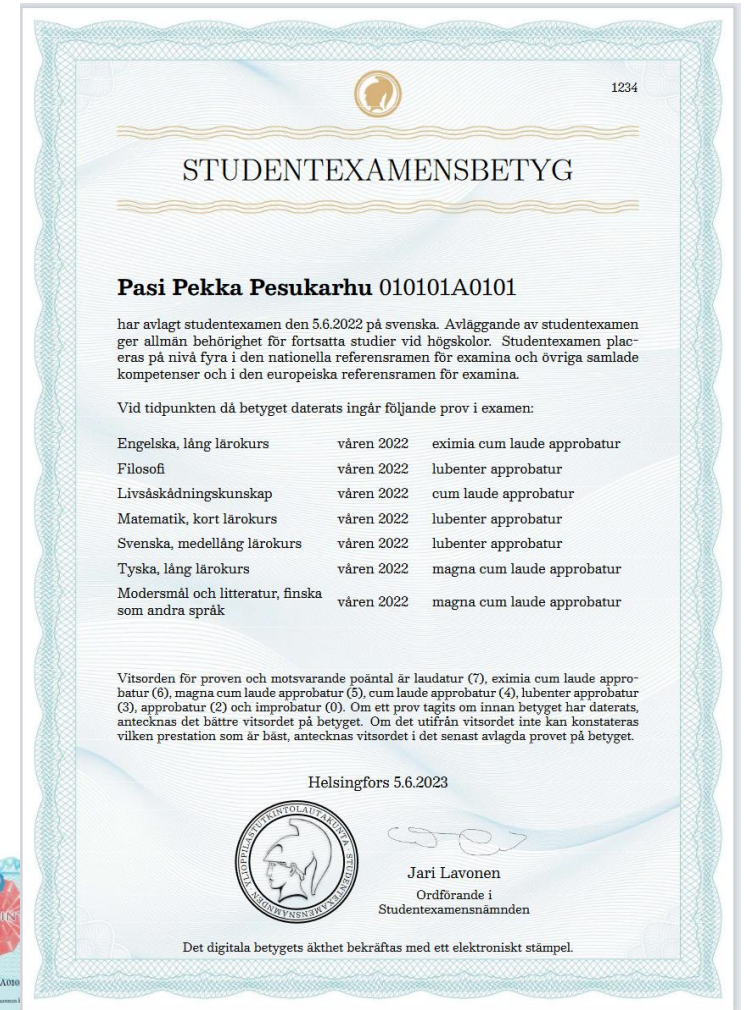 1234
STUDENTEXAMENSBETYG
Pasi Pekka Pesukarhu 010101A0101
har avlagt studentexamen den 5.6.2022 på svenska. Avläggande av studentexamen
ger allmän behörighet för fortsatta studier vid högskolor. Studentexamen plac-
eras på nivå fyra i den nationella referensramen för examina och övriga samlade
kompetenser och i den europeiska referensramen för examina.
Vid tidpunkten då betyget daterats ingår följande prov i examen:
Engelska, lång lärokurs våren 2022 eximia cum laude approbatur
Filosofi våren 2022 lubenter approbatur
Livsåskådningskunskap våren 2022 cum laude approbatur
Matematik, kort lärokurs våren 2022 lubenter approbatur
Svenska, medellång lärokurs våren 2022 lubenter approbatur
Tyska, lång lärokurs våren 2022 magna cum laude approbatur
Modersmål och litteratur, finska
som andra språk våren 2022 magna cum laude approbatur
Vitsorden för proven och motsvarande poäntal är laudatur (7), eximia cum laude appro-
batur (6), magna cum laude approbatur (5), cum laude approbatur (4), lubenter approbatur
(3), approbatur (2) och improbatur (0). Om ett prov tagits om innan betyget har daterats,
antecknas det bättre vitsordet på betyget. Om det utifrån vitsordet inte kan konstateras
vilken prestation som är bäst, antecknas vitsordet i det senast avlagda provet på betyget.
Helsingfors 5.6.2023
YLIOPPILASTUTKINTOLAUTAKUNTA · STUDENTEXAMENSNÄMNDEN
Jari Lavonen
Ordförande i
Studentexamensnämnden
Det digitala betygets äkthet bekräftas med ett elektroniskt stämpel.